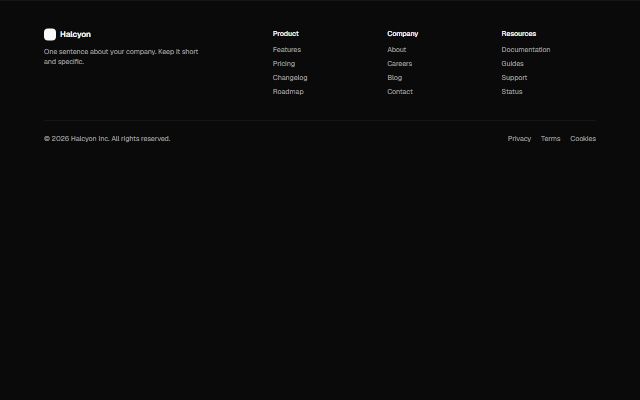 Halcyon
One sentence about your company. Keep it short
and specific.
Product
Features
Pricing
Changelog
Roadmap
Company
About
Careers
Blog
Contact
Resources
Documentation
Guides
Support
Status
© 2026 Halcyon Inc. All rights reserved.
Privacy Terms Cookies